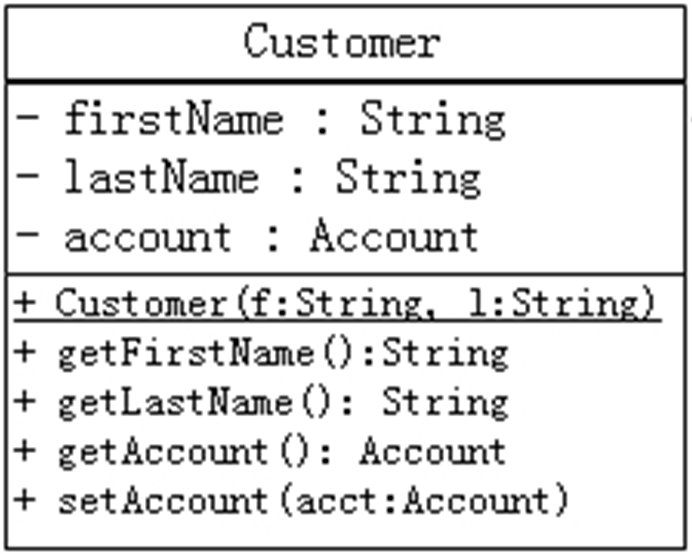 Customer
- firstName : String
- lastName : String
- account : Account
+ Customer(f:String, l:String)
+ getFirstName():String
+ getLastName(): String
+ getAccount(): Account
+ setAccount(acct:Account)